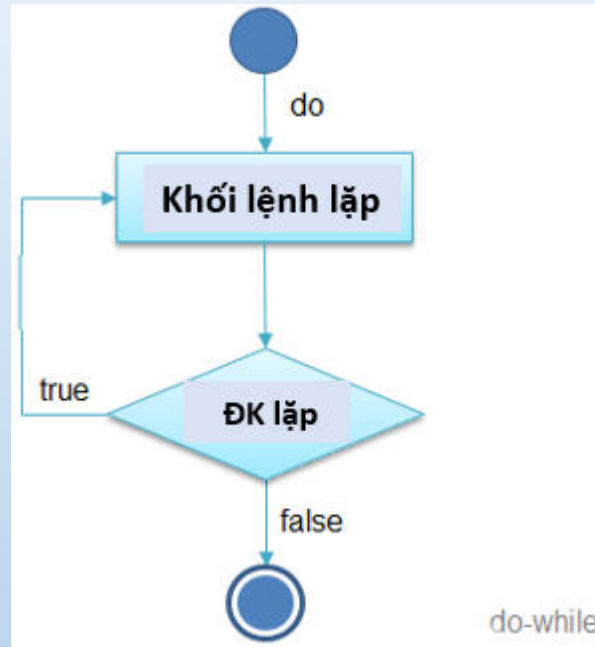 do
Khối lệnh lặp
true
ĐK lặp
false
do-while